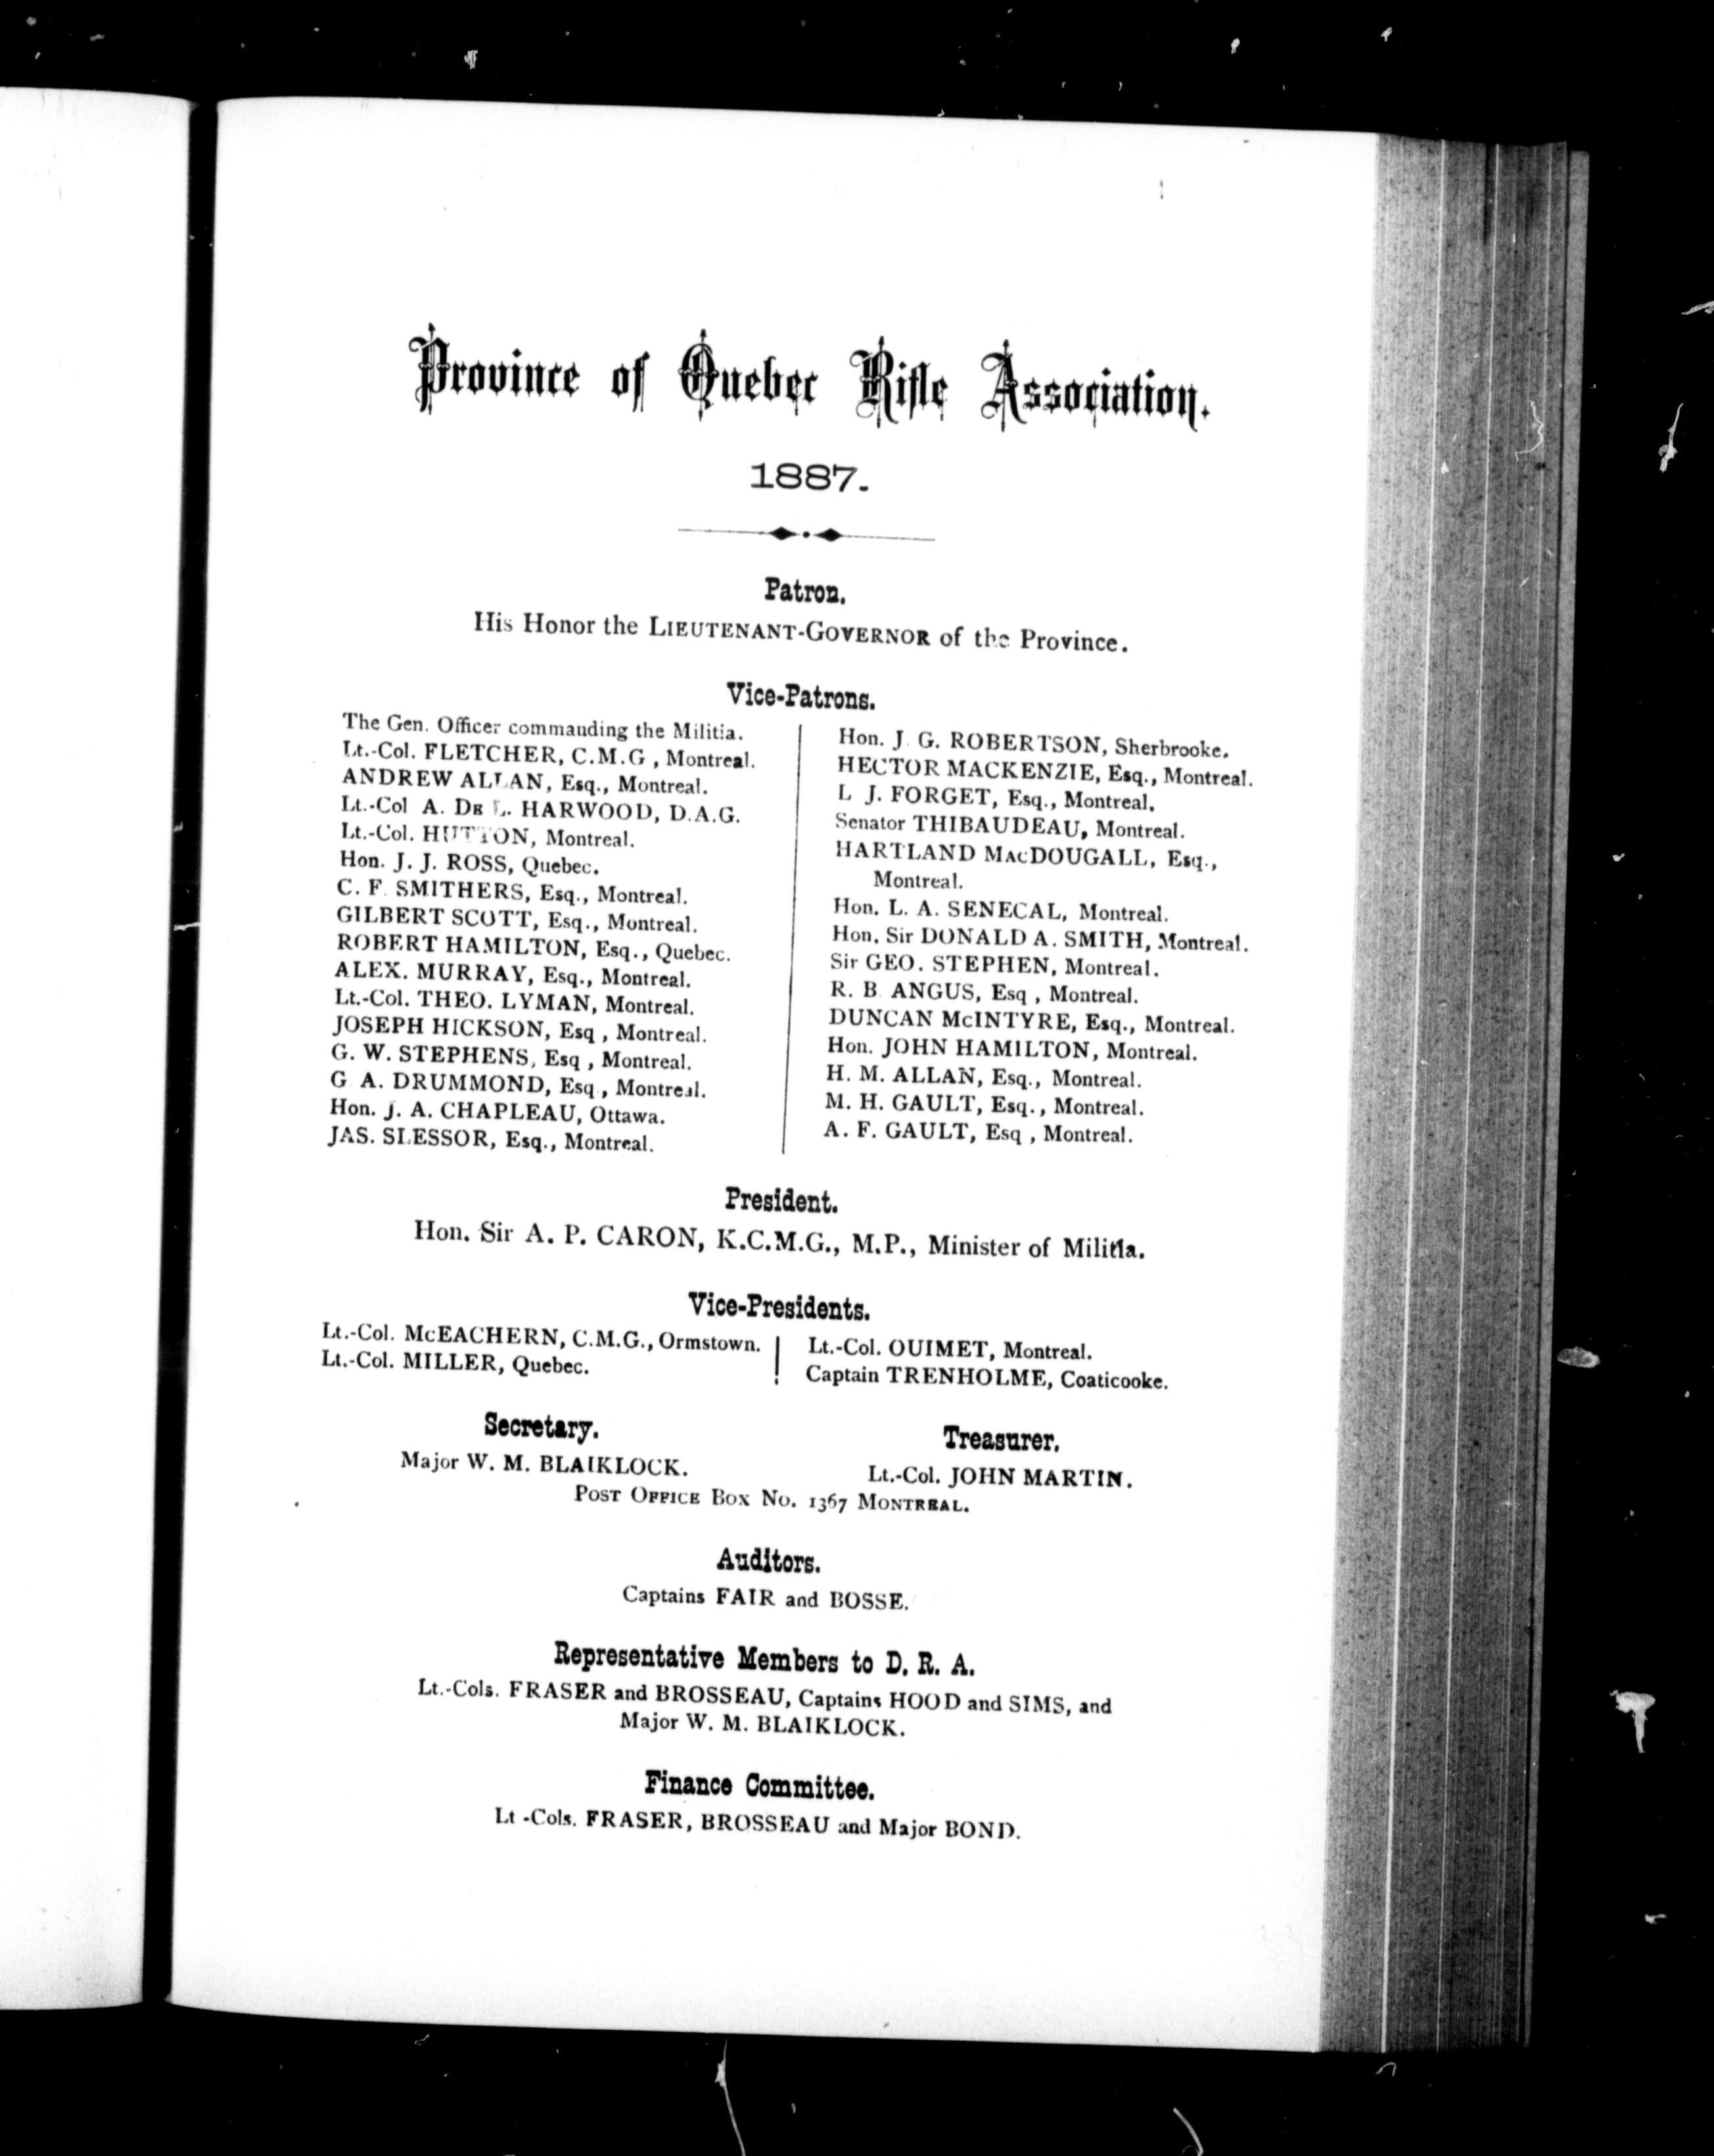 Province of Quebec Rifle Association.
1887.
Patron.
His Honor the LIEUTENANT-GOVERNOR of the Province.
Vice-Patrons.
The Gen. Officer commanding the Militia.
Lt.-Col. FLETCHER, C.M.G , Montreal.
ANDREW ALLAN, Esq., Montreal.
Lt.-Col A. DE L. HARWOOD, D.A.G.
Lt.-Col. HUTTON, Montreal.
Hon. J. J. ROSS, Quebec.
C. F. SMITHERS, Esq., Montreal.
GILBERT SCOTT, Esq., Montreal.
ROBERT HAMILTON, Esq., Quebec.
ALEX. MURRAY, Esq., Montreal.
Lt.-Col. THEO. LYMAN, Montreal.
JOSEPH HICKSON, Esq , Montreal.
G. W. STEPHENS, Esq , Montreal.
G A. DRUMMOND, Esq., Montreal.
Hon. J. A. CHAPLEAU, Ottawa.
JAS. SLESSOR, Esq., Montreal.
Hon. J. G. ROBERTSON, Sherbrooke.
HECTOR MACKENZIE, Esq., Montreal.
L J. FORGET, Esq., Montreal.
Senator THIBAUDEAU, Montreal.
HARTLAND MACDOUGALL, Esq.,
Montreal.
Hon. L. A. SENECAL, Montreal.
Hon. Sir DONALD A. SMITH, Montreal.
Sir GEO. STEPHEN, Montreal.
R. B. ANGUS, Esq , Montreal.
DUNCAN MCINTYRE, Esq., Montreal.
Hon. JOHN HAMILTON, Montreal.
H. M. ALLAN, Esq., Montreal.
M. H. GAULT, Esq., Montreal.
A. F. GAULT, Esq , Montreal.
President.
Hon. Sir A. P. CARON, K.C.M.G., M.P., Minister of Militia.
Vice-Presidents.
Lt.-Col. MCEACHERN, C.M.G., Ormstown.
Lt.-Col. MILLER, Quebec.
Lt.-Col. OUIMET, Montreal.
Captain TRENHOLME, Coaticooke.
Secretary.
Major W. M. BLAIKLOCK.
Treasurer.
Lt.-Col. JOHN MARTIN.
POST OFFICE BOX NO. 1367 MONTREAL.
Auditors.
Captains FAIR and BOSSE.
Representative Members to D. R. A.
Lt.-Cols. FRASER and BROSSEAU, Captains HOOD and SIMS, and
Major W. M. BLAIKLOCK.
Finance Committee.
Lt -Cols. FRASER, BROSSEAU and Major BOND.